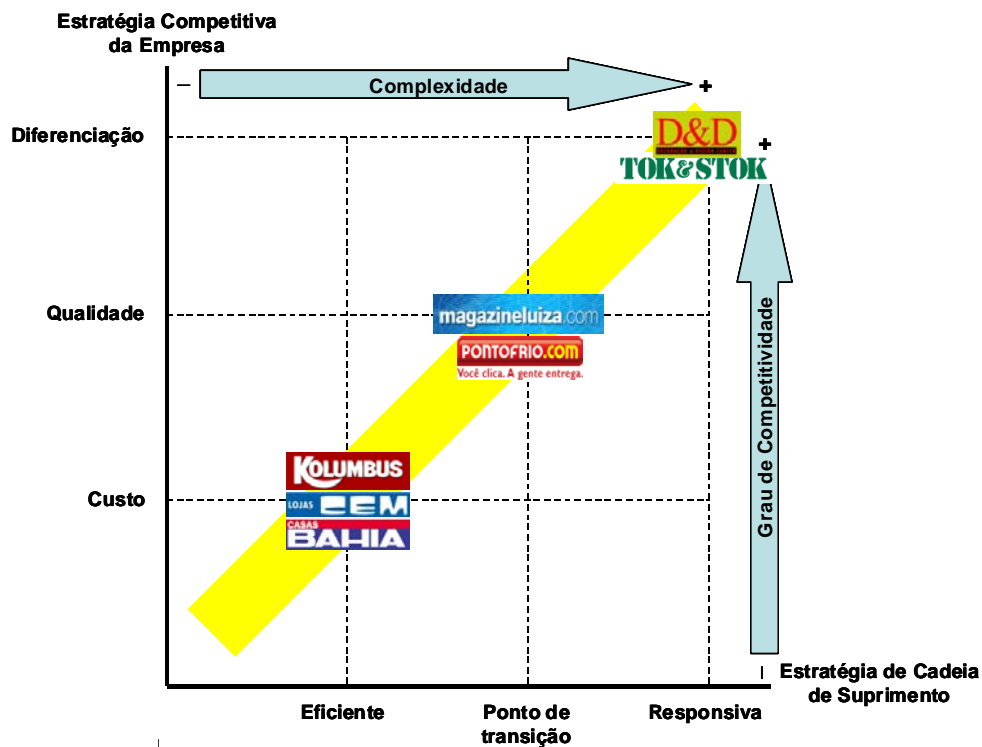 Estratégia Competitiva
da Empresa
–
Complexidade
+
Diferenciação
D&D
+
TOK&STOK
Qualidade
magazineluiza.com
PONTOFRIO.COM
Você clica. A gente entrega.
Grau de Competitividade
KOLUMBUS
Custo
LOJAS CEM
CASAS
BAHIA
–
Estratégia de Cadeia
de Suprimento
Eficiente
Ponto de
transição
Responsiva